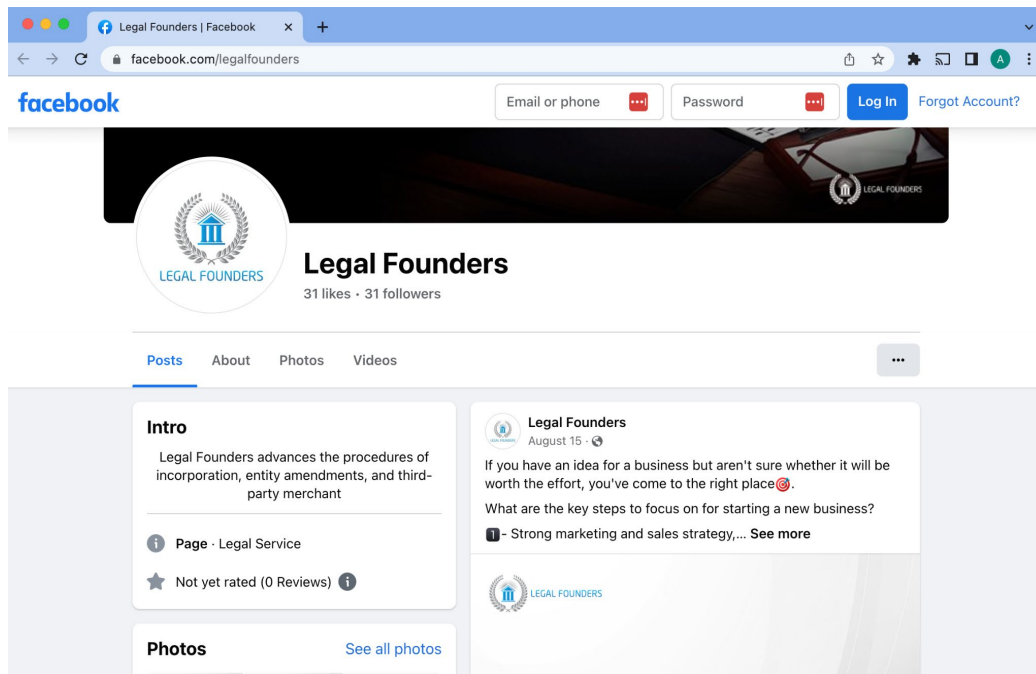 Legal Founders | Facebook
facebook.com/legalfounders
A
facebook
Email or phone
Password
Log In
Forgot Account?
LEGAL FOUNDERS
LEGAL FOUNDERS
Legal Founders
31 likes · 31 followers
Posts
About
Photos
Videos
Intro
Legal Founders advances the procedures of
incorporation, entity amendments, and third-
party merchant
Page · Legal Service
Not yet rated (0 Reviews)
Photos
See all photos
Legal Founders
August 15 ·
If you have an idea for a business but aren't sure whether it will be
worth the effort, you've come to the right place🎯.
What are the key steps to focus on for starting a new business?
1️⃣- Strong marketing and sales strategy,... See more
LEGAL FOUNDERS